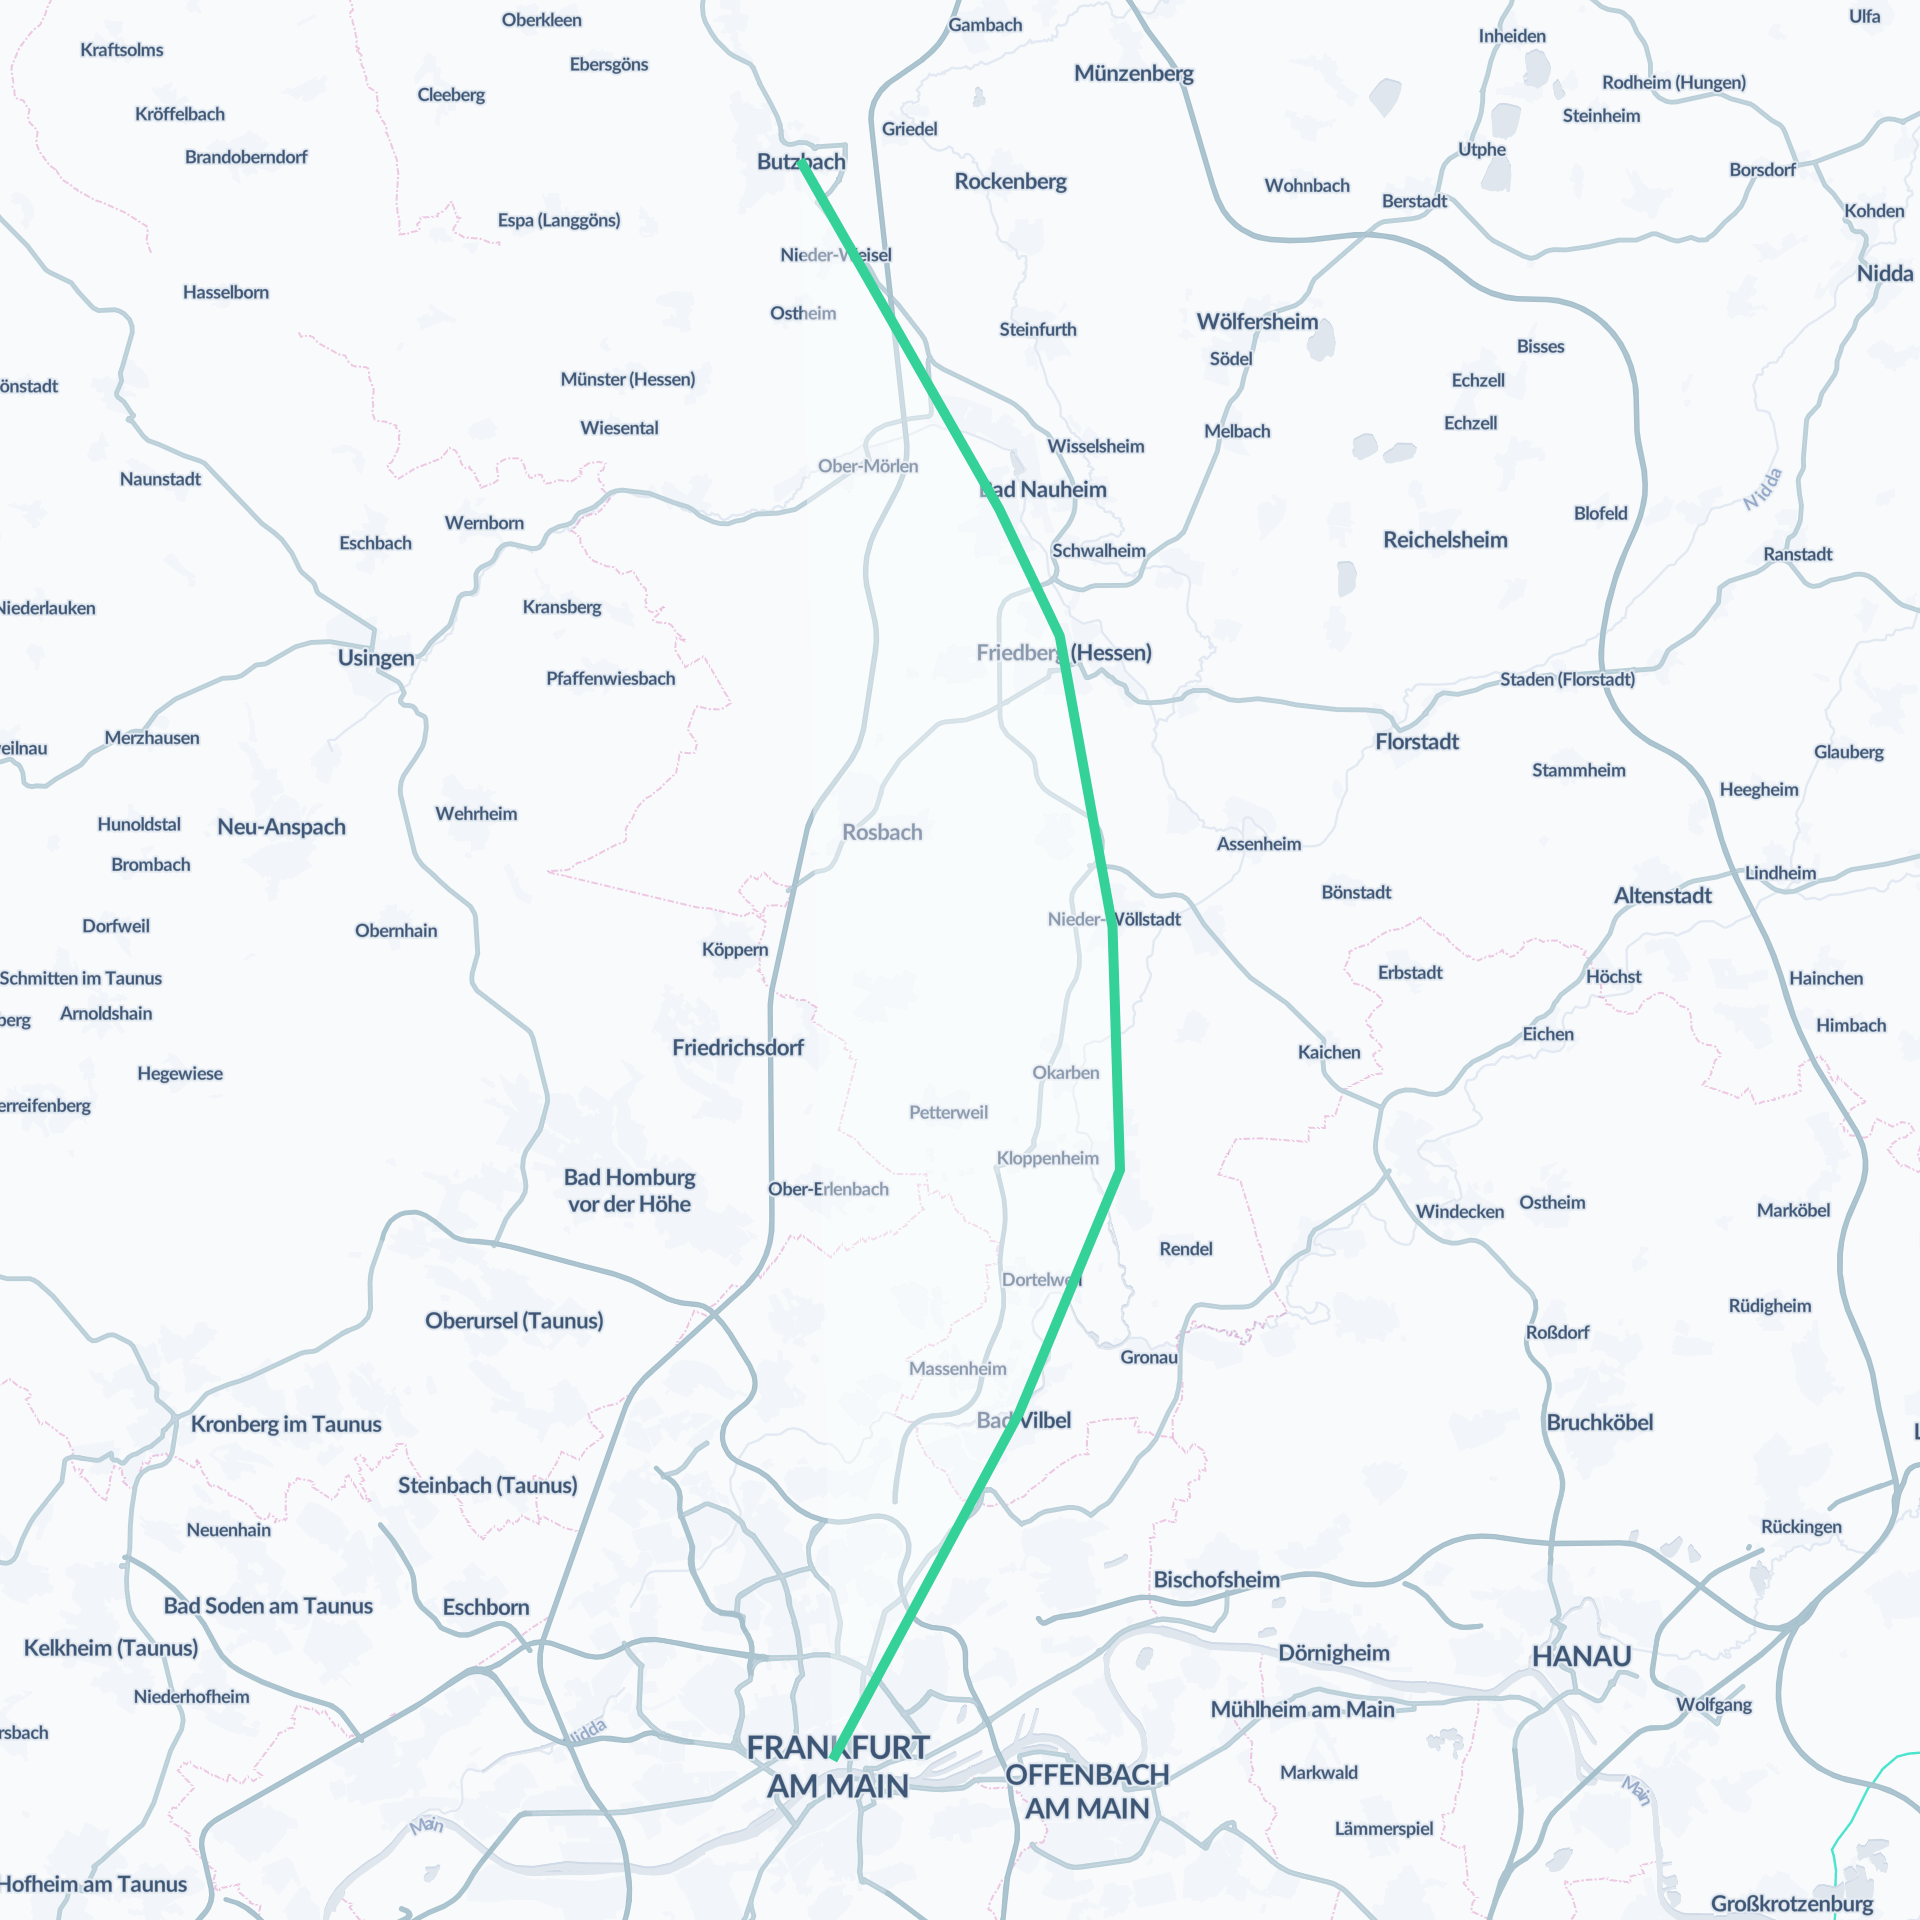 Oberkleen
Gambach
Ulfa
Kraftsolms
Inheiden
Ebersgöns
Münzenberg
Rodheim (Hungen)
Cleeberg
Kröffelbach
Griedel
Steinheim
Brandoberndorf
Butzbach
Utphe
Borsdorf
Rockenberg
Wohnbach
Berstadt
Kohden
Espa (Langgöns)
Nieder-Weisel
Nidda
Hasselborn
Ostheim
Steinfurth
Wölfersheim
Bisses
Södel
önstadt
Münster (Hessen)
Echzell
Wiesental
Melbach
Echzell
Wisselsheim
Ober-Mörlen
Naunstadt
Bad Nauheim
Nidda
Wernborn
Blofeld
Eschbach
Schwalheim
Reichelsheim
Ranstadt
Niederlauken
Kransberg
Usingen
Friedberg (Hessen)
Pfaffenwiesbach
Staden (Florstadt)
Merzhausen
eilnau
Florstadt
Glauberg
Stammheim
Heegheim
Hunoldstal
Neu-Anspach
Wehrheim
Rosbach
Assenheim
Brombach
Lindheim
Bönstadt
Altenstadt
Dorfweil
Obernhain
Nieder-Wöllstadt
Köppern
Schmitten im Taunus
Erbstadt
Höchst
Hainchen
berg
Arnoldshain
Himbach
Friedrichsdorf
Eichen
Kaichen
Hegewiese
Okarben
erreifenberg
Petterweil
Kloppenheim
Bad Homburg
vor der Höhe
Ober-Erlenbach
Windecken
Ostheim
Marköbel
Rendel
Dortelweil
Oberursel (Taunus)
Rüdigheim
Roßdorf
Massenheim
Gronau
Kronberg im Taunus
Bad Vilbel
Bruchköbel
L
Steinbach (Taunus)
Neuenhain
Rückingen
Bischofsheim
Bad Soden am Taunus
Eschborn
Kelkheim (Taunus)
Dörnigheim
HANAU
Niederhofheim
Mühlheim am Main
Wolfgang
rsbach
Nidda
FRANKFURT
AM MAIN
OFFENBACH
AM MAIN
Markwald
Main
Main
Lämmerspiel
Hofheim am Taunus
Großkrotzenburg